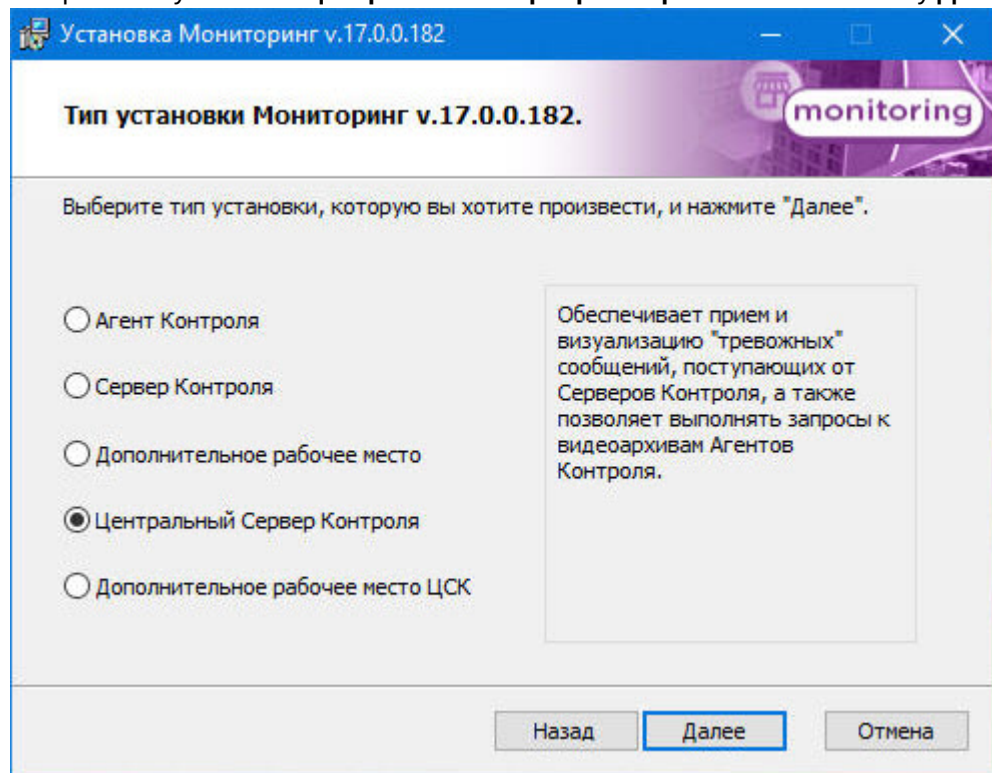 Установка Мониторинг v.17.0.0.182
Тип установки Мониторинг v.17.0.0.182.
monitoring
Выберите тип установки, которую вы хотите произвести, и нажмите "Далее".
Агент Контроля
Сервер Контроля
Дополнительное рабочее место
Центральный Сервер Контроля
Дополнительное рабочее место ЦСК
Обеспечивает прием и
визуализацию "тревожных"
сообщений, поступающих от
Серверов Контроля, а также
позволяет выполнять запросы к
видеоархивам Агентов
Контроля.
Назад
Далее
Отмена